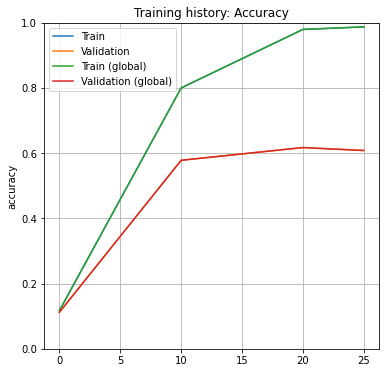 Training history: Accuracy
Train
Validation
Train (global)
Validation (global)
accuracy
1.0
0.8
0.6
0.4
0.2
0.0
0 5 10 15 20 25